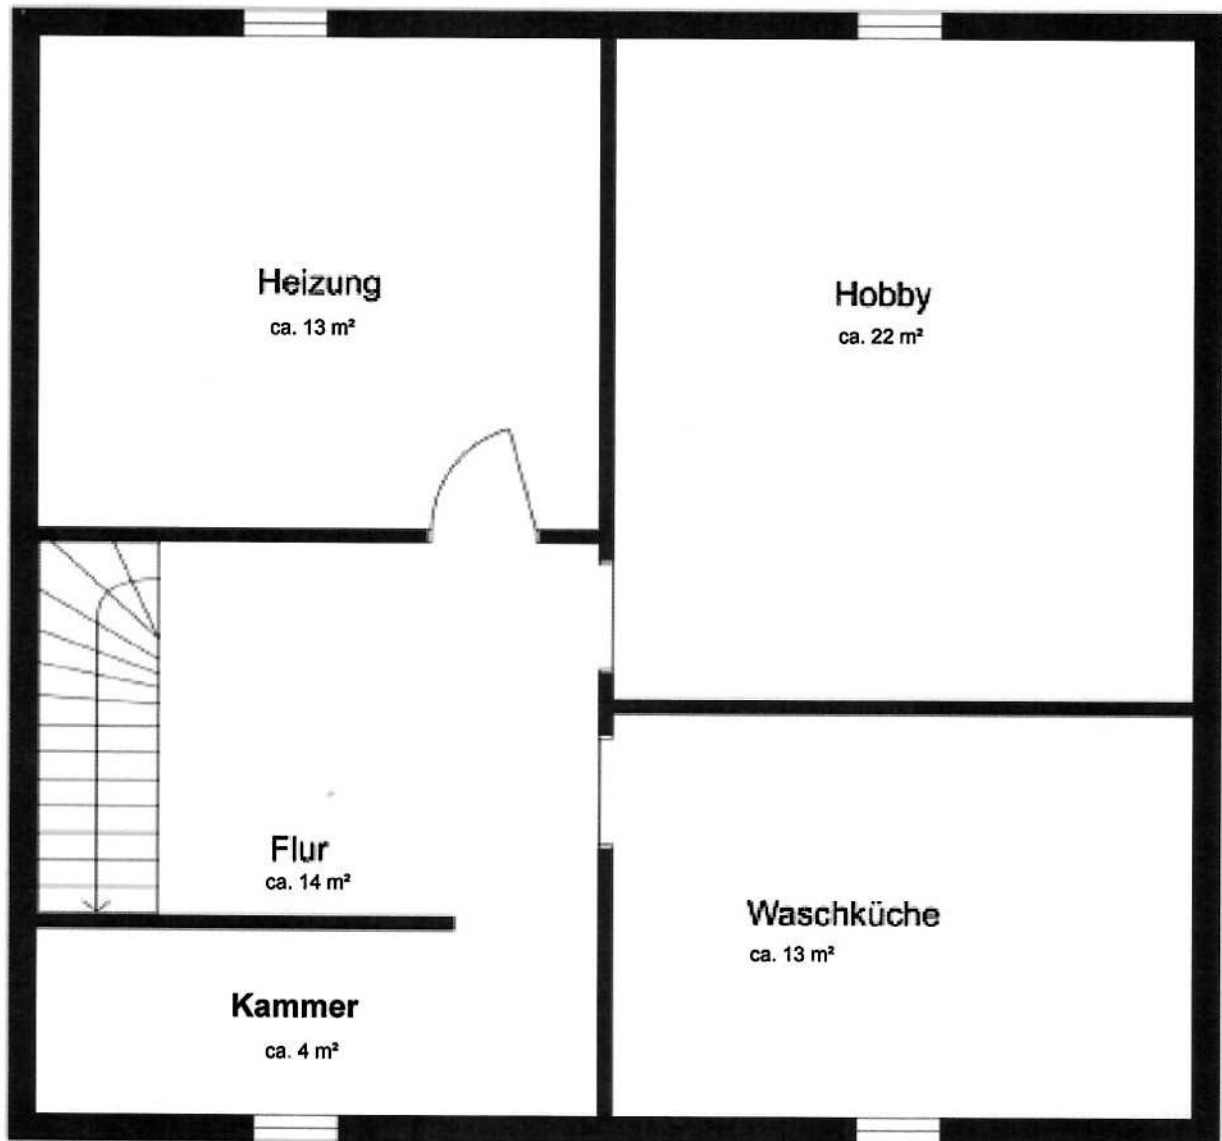 Heizung
ca. 13 m²
Hobby
ca. 22 m²
Flur
ca. 14 m²
Waschküche
ca. 13 m²
Kammer
ca. 4 m²